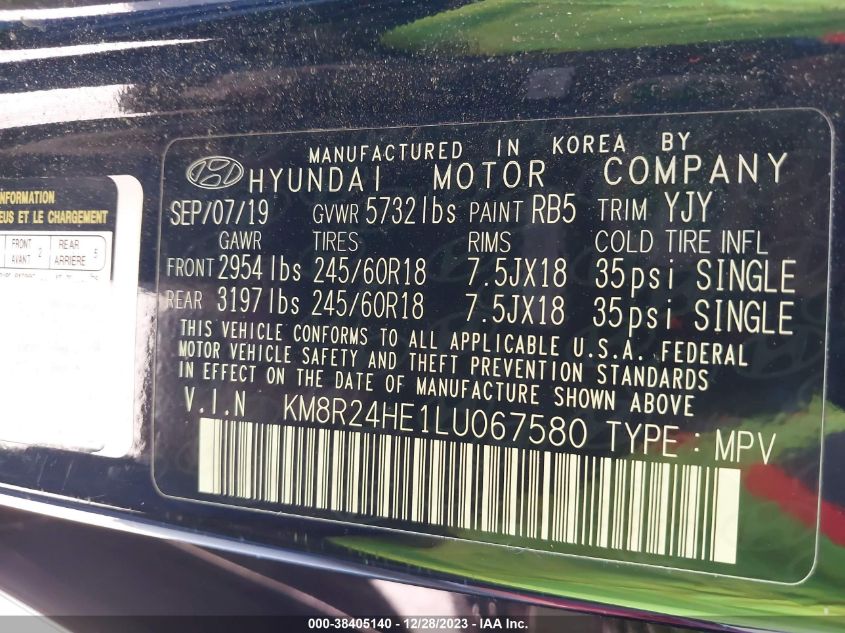 MANUFACTURED IN KOREA BY
HYUNDAI MOTOR COMPANY
SEP/07/19 GVWR 5732lbs PAINT RB5 TRIM YJY
GAWR TIRES RIMS COLD TIRE INFL
FRONT 2954lbs 245/60R18 7.5JX18 35psi SINGLE
REAR 3197lbs 245/60R18 7.5JX18 35psi SINGLE
THIS VEHICLE CONFORMS TO ALL APPLICABLE U.S.A. FEDERAL
MOTOR VEHICLE SAFETY AND THEFT PREVENTION STANDARDS
IN EFFECT ON THE DATE OF MANUFACTURE SHOWN ABOVE
V.I.N KM8R24HE1LU067580 TYPE : MPV
INFORMATION
EUS ET LE CHARGEMENT
FRONT 2 REAR 5
AVANT ARRIÈRE
000-38405140 - 12/28/2023 - IAA Inc.